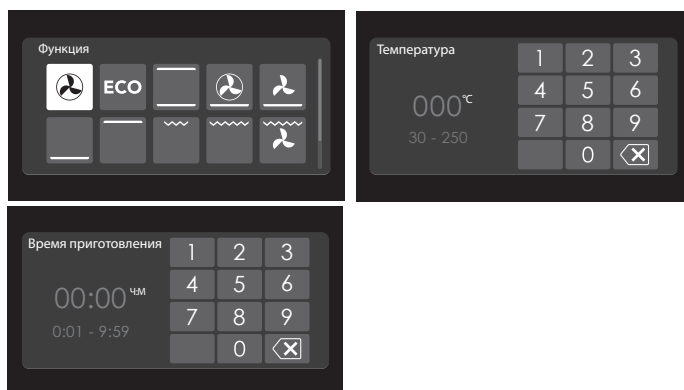 Функция
ECO
Температура
000°C
30 - 250
1 2 3
4 5 6
7 8 9
0
Время приготовления
00:00 ч:м
0:01 - 9:59
1 2 3
4 5 6
7 8 9
0